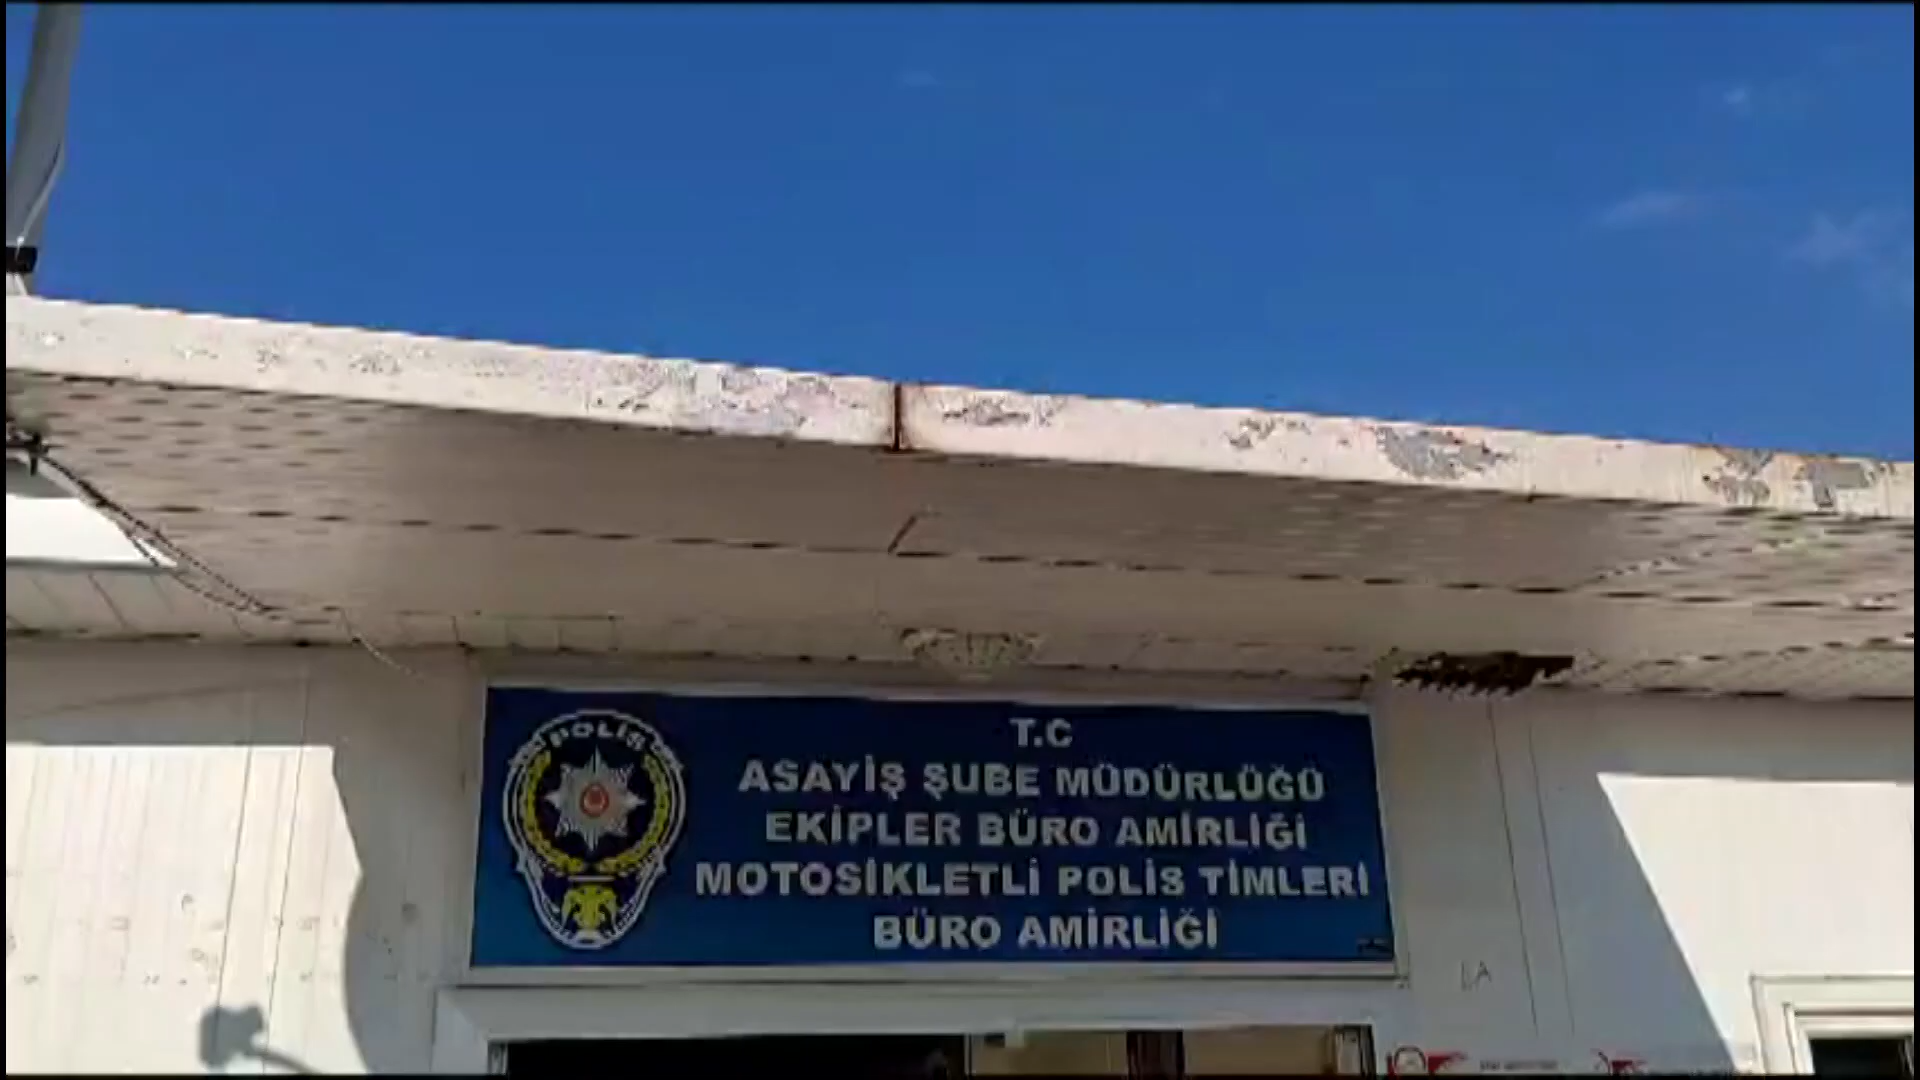 POLİS
T.C
ASAYİŞ ŞUBE MÜDÜRLÜĞÜ
EKİPLER BÜRO AMİRLİĞİ
MOTOSİKLETLİ POLİS TİMLERİ
BÜRO AMİRLİĞİ